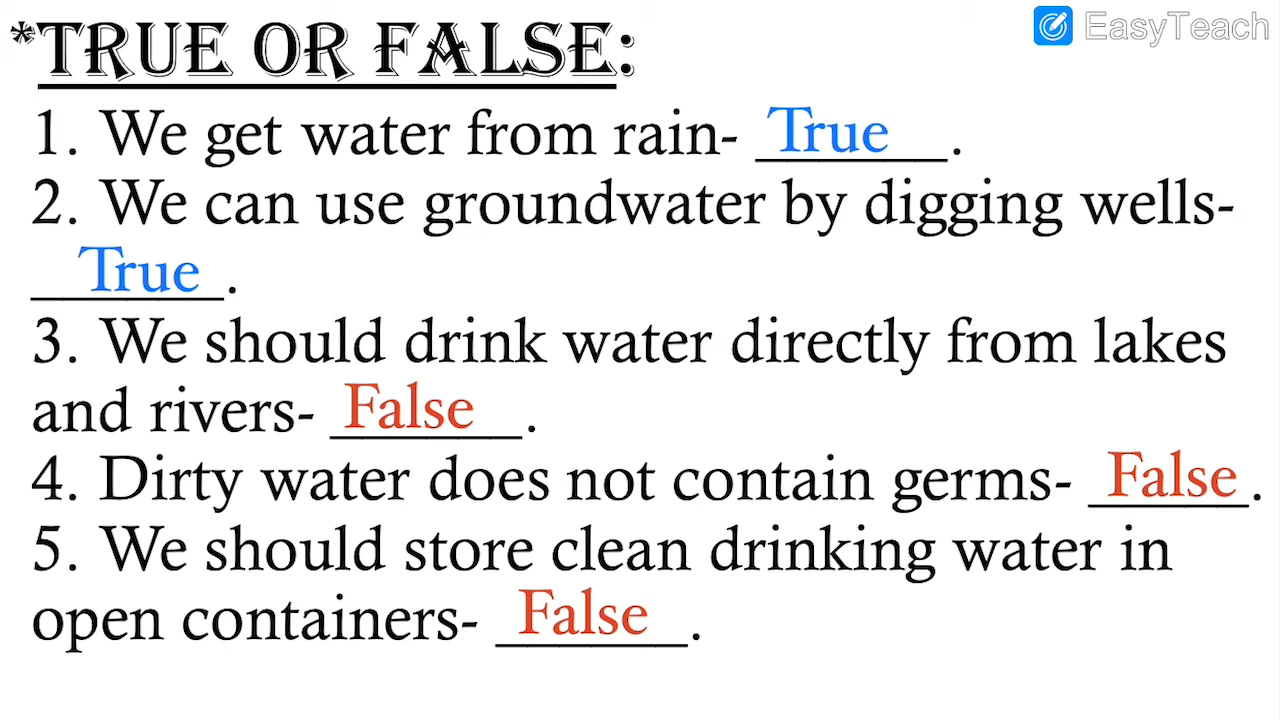 *TRUE OR FALSE:
EasyTeach
1. We get water from rain- True.
2. We can use groundwater by digging wells-
True.
3. We should drink water directly from lakes
and rivers- False.
4. Dirty water does not contain germs- False.
5. We should store clean drinking water in
open containers- False.